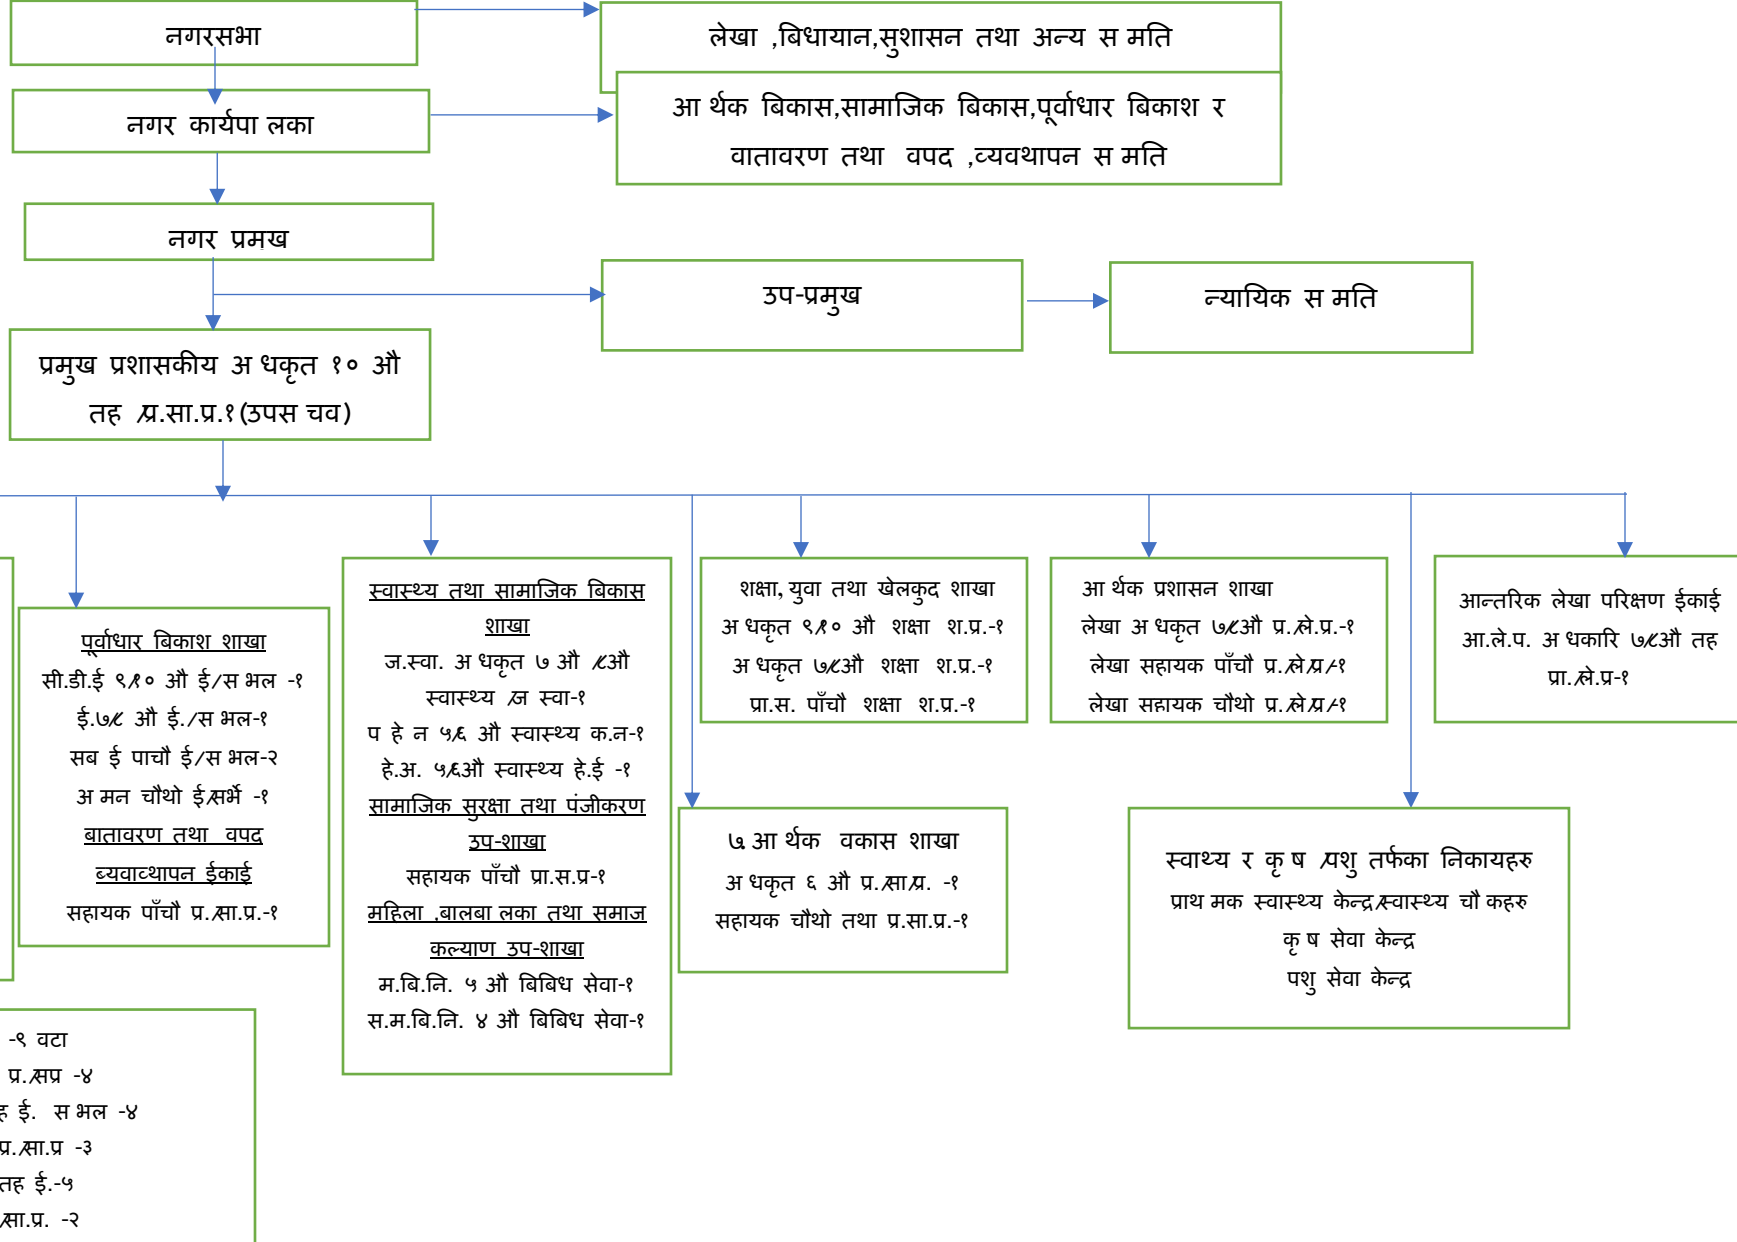 नगरसभा
लेखा ,बिधायान,सुशासन तथा अन्य स मति
नगर कार्यपा लका
आ र्थक बिकास,सामाजिक बिकास,पूर्वाधार बिकाश र
वातावरण तथा वपद ,व्यवथापन स मति
नगर प्रमख
उप-प्रमुख
न्यायिक स मति
प्रमुख प्रशासकीय अ धकृत १० औ
तह /प्र.सा.प्र.१(उपस चव)
पूर्वाधार बिकाश शाखा
सी.डी.ई ९/१० औ ई/स भल -१
ई.७/८ औ ई./स भल-१
सब ई पाचौ ई/स भल-२
अ मन चौथो ई/सर्भे -१
बातावरण तथा वपद
ब्यवाव्थापन ईकाई
सहायक पाँचौ प्र./सा.प्र.-१
स्वास्थ्य तथा सामाजिक बिकास
शाखा
ज.स्वा. अ धकृत ७ औ /८औ
स्वास्थ्य /ज स्वा-१
प हे न ५/६ औ स्वास्थ्य क.न-१
हे.अ. ५/६औ स्वास्थ्य हे.ई -१
सामाजिक सुरक्षा तथा पंजीकरण
उप-शाखा
सहायक पाँचौ प्रा.स.प्र-१
महिला ,बालबा लका तथा समाज
कल्याण उप-शाखा
म.बि.नि. ५ औ बिबिध सेवा-१
स.म.बि.नि. ४ औ बिबिध सेवा-१
शक्षा, युवा तथा खेलकुद शाखा
अ धकृत ९/१० औ शक्षा श.प्र.-१
अ धकृत ७/८औ शक्षा श.प्र.-१
प्रा.स. पाँचौ शक्षा श.प्र.-१
आ र्थक प्रशासन शाखा
लेखा अ धकृत ७/८औ प्र./ले.प्र.-१
लेखा सहायक पाँचौ प्र./ले/प्र/-१
लेखा सहायक चौथो प्र./ले/प्र/-१
आन्तरिक लेखा परिक्षण ईकाई
आ.ले.प. अ धकारि ७/८औ तह
प्रा./ले.प्र-१
७.आ र्थक वकास शाखा
अ धकृत ६ औ प्र./सा/प्र. -१
सहायक चौथो तथा प्र.सा.प्र.-१
स्वाथ्य र कृ ष /पशु तर्फका निकायहरु
प्राथ मक स्वास्थ्य केन्द्र/स्वास्थ्य चौ कहरु
कृ ष सेवा केन्द्र
पशु सेवा केन्द्र
-९ वटा
प्र./सप्र -४
ह ई. स भल -४
प्र./सा.प्र -३
तह ई.-५
/सा.प्र. -२